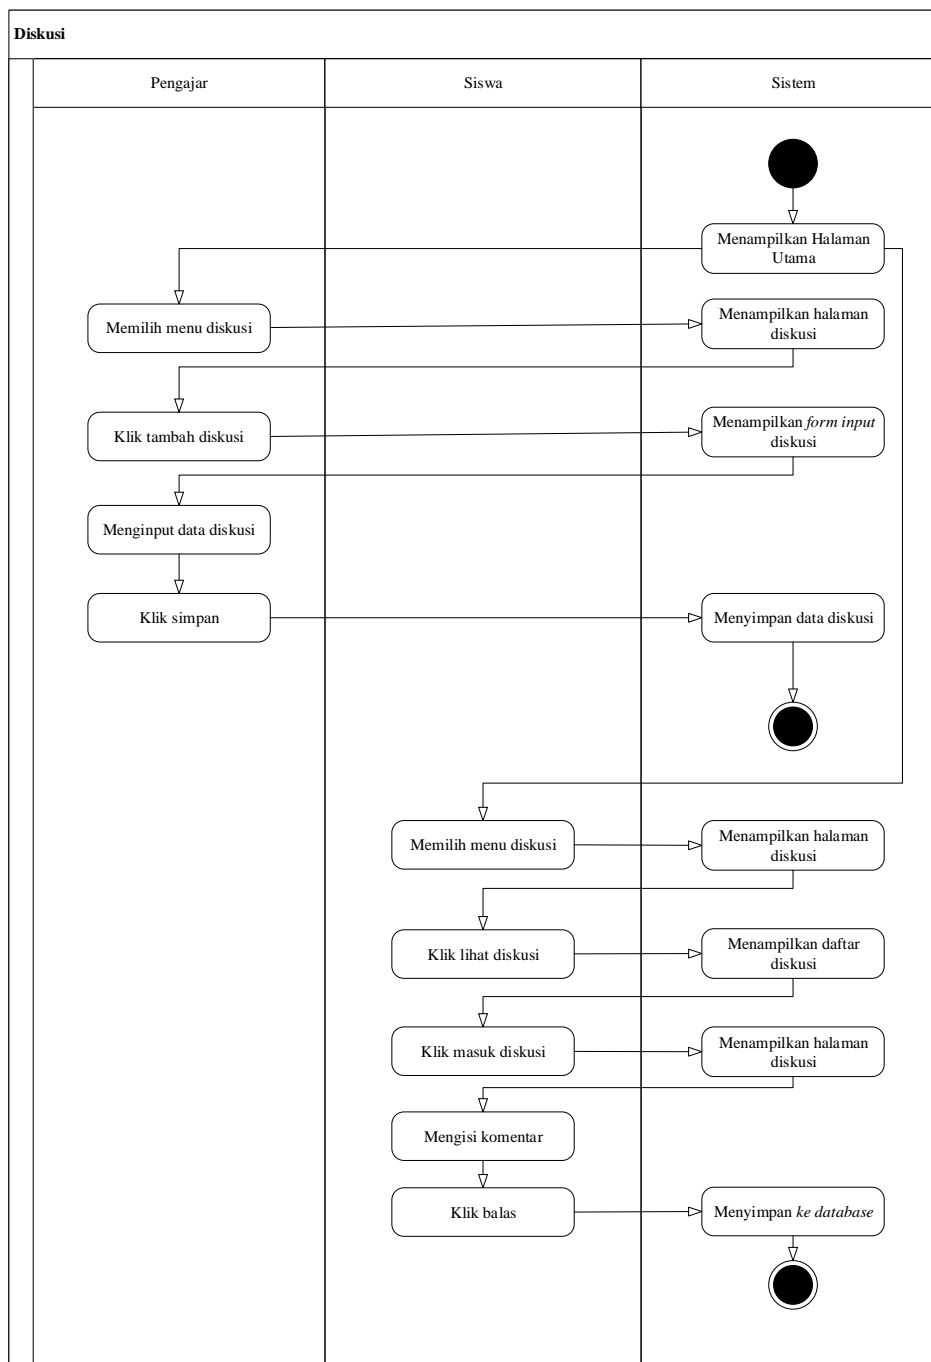 Diskusi
Pengajar
Siswa
Sistem
Menampilkan Halaman
Utama
Memilih menu diskusi
Menampilkan halaman
diskusi
Klik tambah diskusi
Menampilkan form input
diskusi
Menginput data diskusi
Klik simpan
Menyimpan data diskusi
Memilih menu diskusi
Menampilkan halaman
diskusi
Klik lihat diskusi
Menampilkan daftar
diskusi
Klik masuk diskusi
Menampilkan halaman
diskusi
Mengisi komentar
Klik balas
Menyimpan ke database